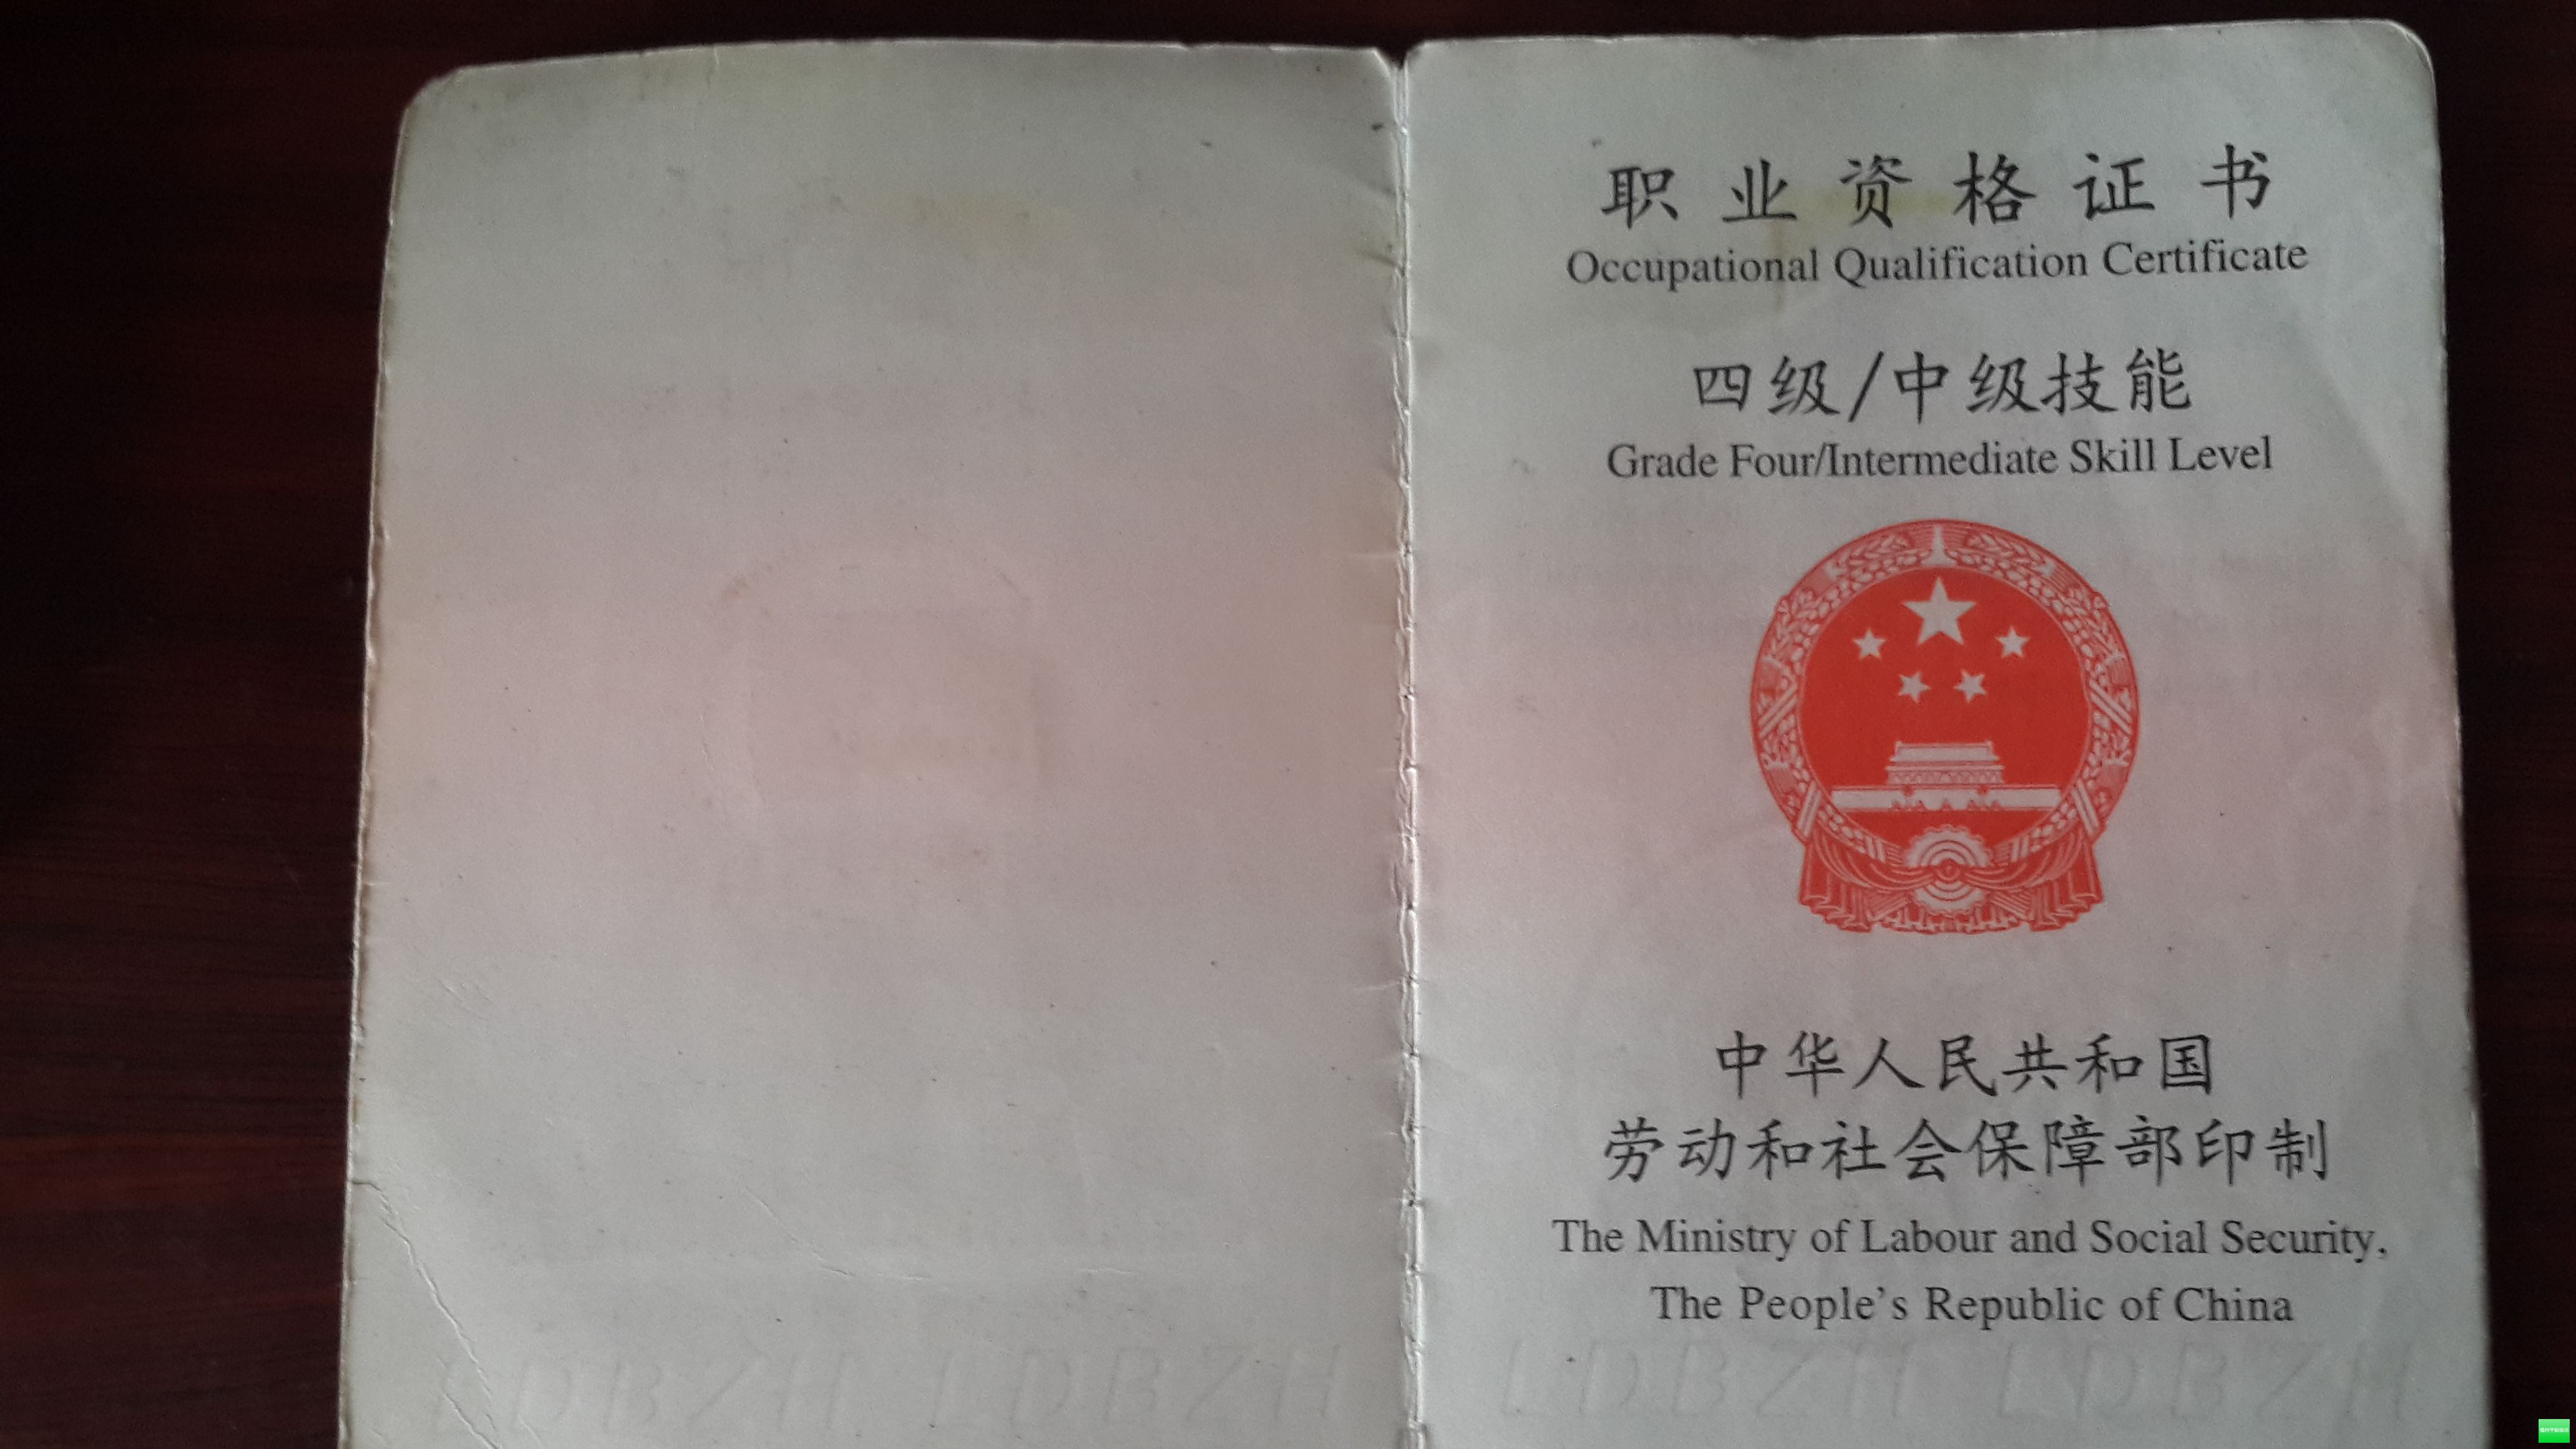 职业资格证书
Occupational Qualification Certificate
四级/中级技能
Grade Four/Intermediate Skill Level
中华人民共和国
劳动和社会保障部印制
The Ministry of Labour and Social Security,
The People's Republic of China
LDBZH LDBZH LDBZH LDBZH